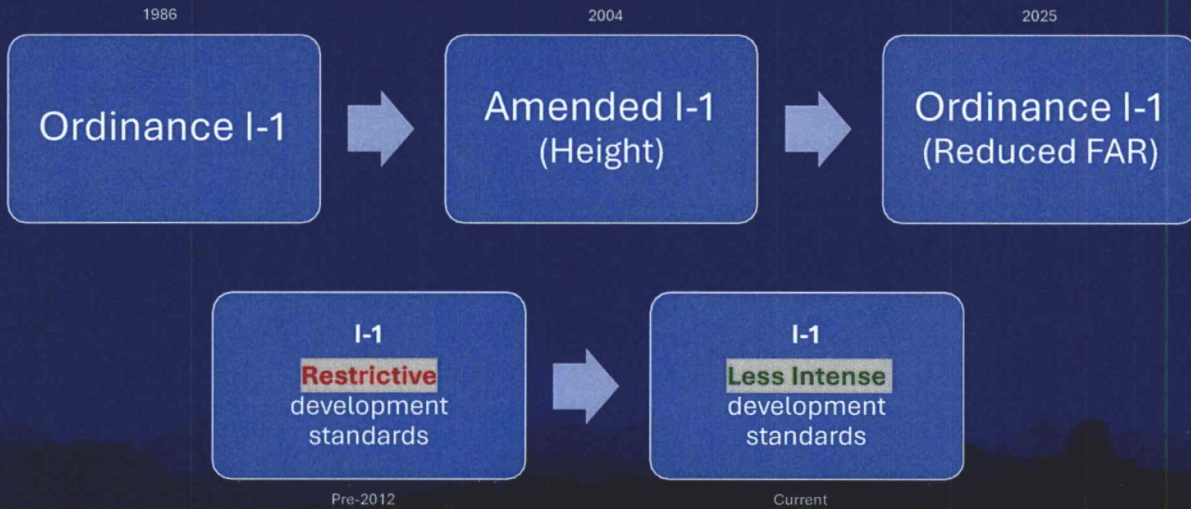 1986
2004
2025
Ordinance I-1
Amended I-1
(Height)
Ordinance I-1
(Reduced FAR)
I-1
Restrictive
development
standards
I-1
Less Intense
development
standards
Pre-2012
Current